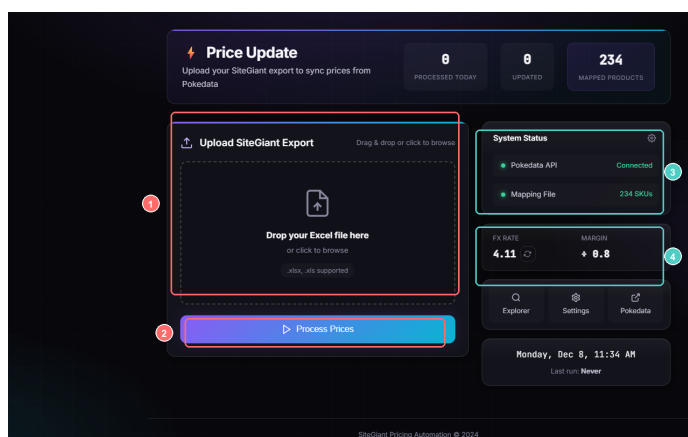 Price Update
Upload your SiteGiant export to sync prices from
Pokedata
0
PROCESSED TODAY
0
UPDATED
234
MAPPED PRODUCTS
Upload SiteGiant Export
Drag & drop or click to browse
1
Drop your Excel file here
or click to browse
.xlsx, .xls supported
2
Process Prices
System Status
Pokedata API
Connected
3
Mapping File
234 SKUs
FX RATE
MARGIN
4.11
÷ 0.8
4
Explorer
Settings
Pokedata
Monday, Dec 8, 11:34 AM
Last run: Never
SiteGiant Pricing Automation © 2024